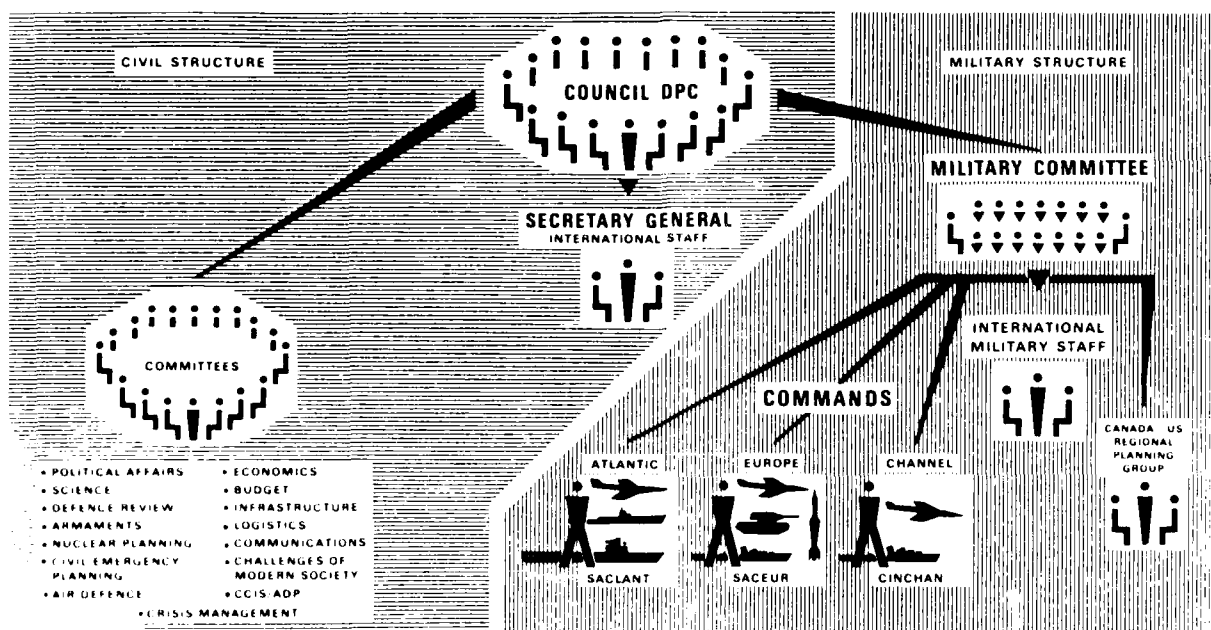 CIVIL STRUCTURE
COUNCIL DPC
MILITARY STRUCTURE
MILITARY COMMITTEE
SECRETARY GENERAL
INTERNATIONAL STAFF
COMMITTEES
INTERNATIONAL
MILITARY STAFF
COMMANDS
CANADA US
REGIONAL
PLANNING
GROUP
ATLANTIC
EUROPE
CHANNEL
SACLANT
SACEUR
CINCHAN
• POLITICAL AFFAIRS
• SCIENCE
• DEFENCE REVIEW
• ARMAMENTS
• NUCLEAR PLANNING
• CIVIL EMERGENCY
PLANNING
• AIR DEFENCE
• ECONOMICS
• BUDGET
• INFRASTRUCTURE
• LOGISTICS
• COMMUNICATIONS
• CHALLENGES OF
MODERN SOCIETY
• CCIS/ADP
• CRISIS MANAGEMENT